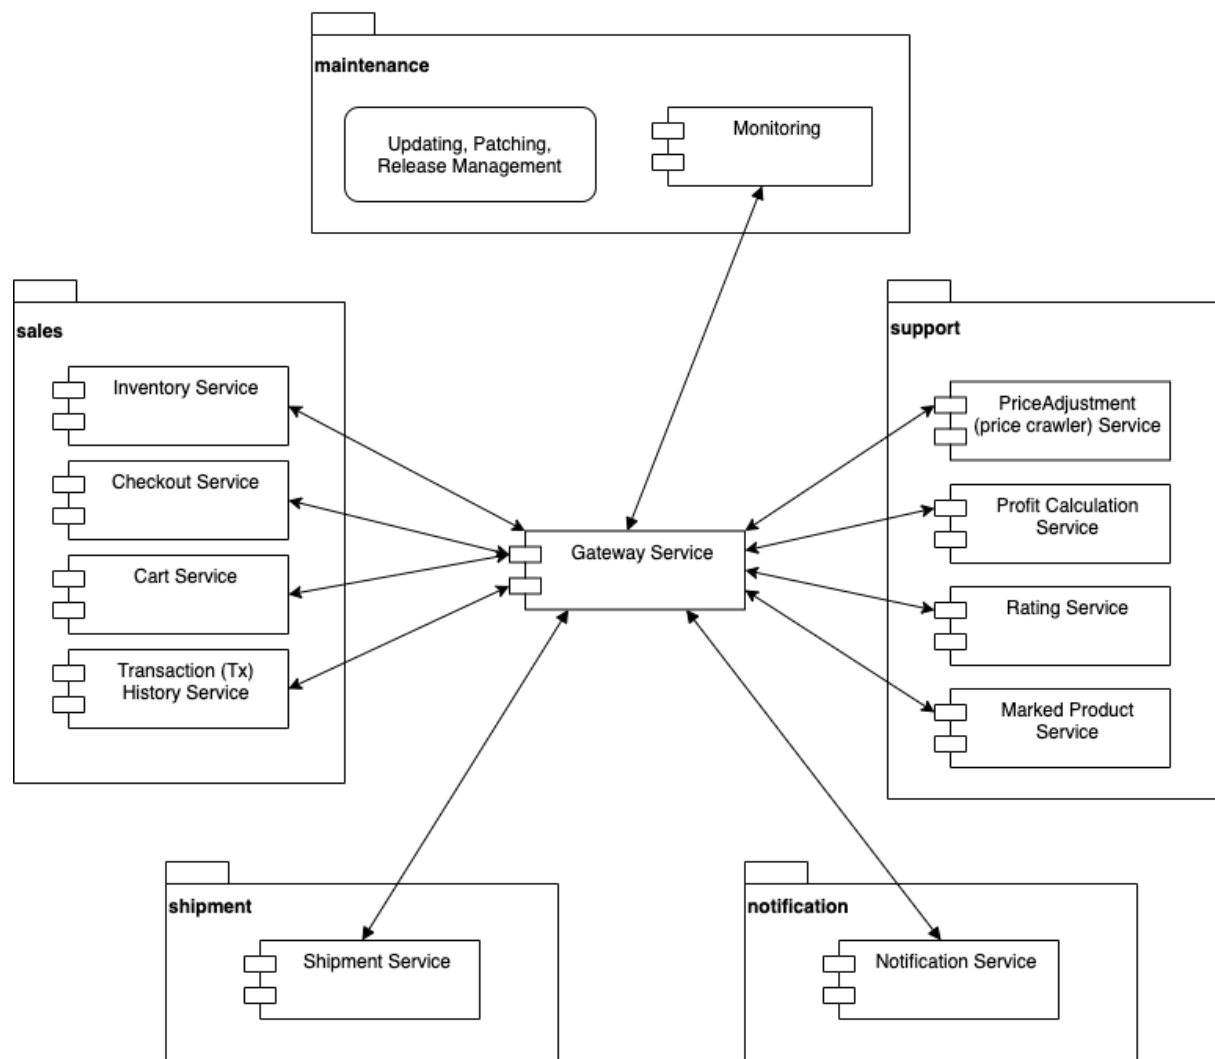 maintenance
Updating, Patching,
Release Management
Monitoring
sales
Inventory Service
Checkout Service
Cart Service
Transaction (Tx)
History Service
Gateway Service
support
PriceAdjustment
(price crawler) Service
Profit Calculation
Service
Rating Service
Marked Product
Service
shipment
Shipment Service
notification
Notification Service